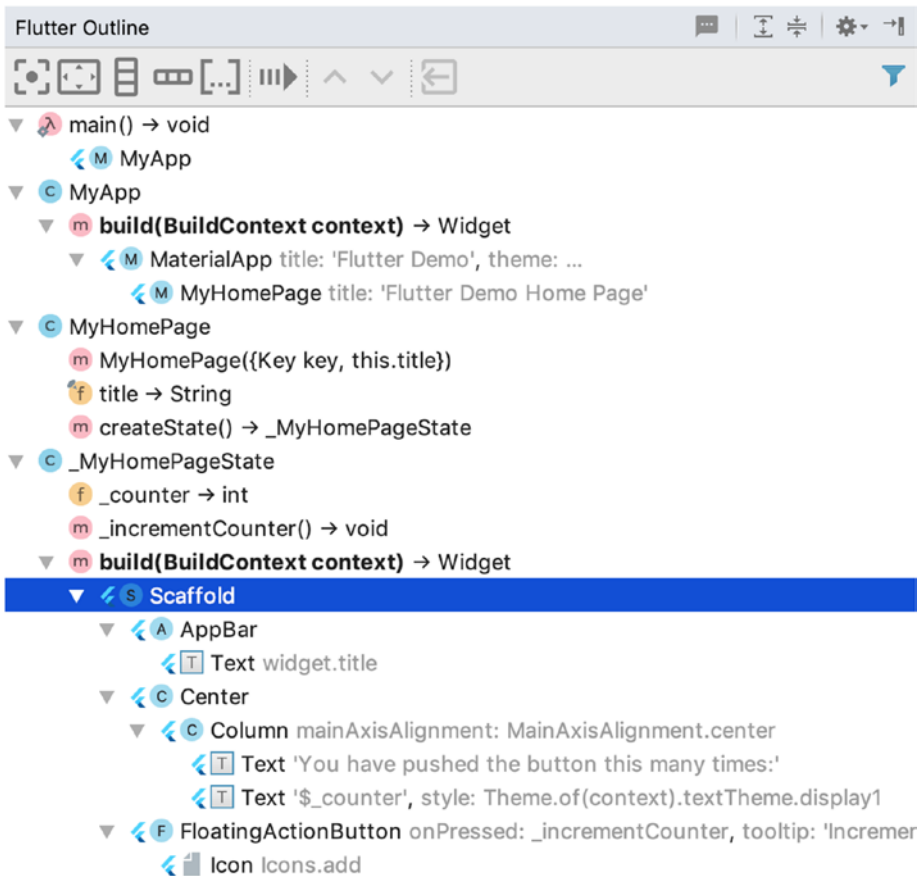 Flutter Outline
main() → void
M MyApp
C MyApp
m build(BuildContext context) → Widget
M MaterialApp title: 'Flutter Demo', theme: ...
M MyHomePage title: 'Flutter Demo Home Page'
C MyHomePage
m MyHomePage({Key key, this.title})
f title → String
m createState() → _MyHomePageState
C _MyHomePageState
f _counter → int
m _incrementCounter() → void
m build(BuildContext context) → Widget
S Scaffold
A AppBar
T Text widget.title
C Center
C Column mainAxisAlignment: MainAxisAlignment.center
T Text 'You have pushed the button this many times:'
T Text '$_counter', style: Theme.of(context).textTheme.display1
F FloatingActionButton onPressed: _incrementCounter, tooltip: 'Incremen
Icon Icons.add